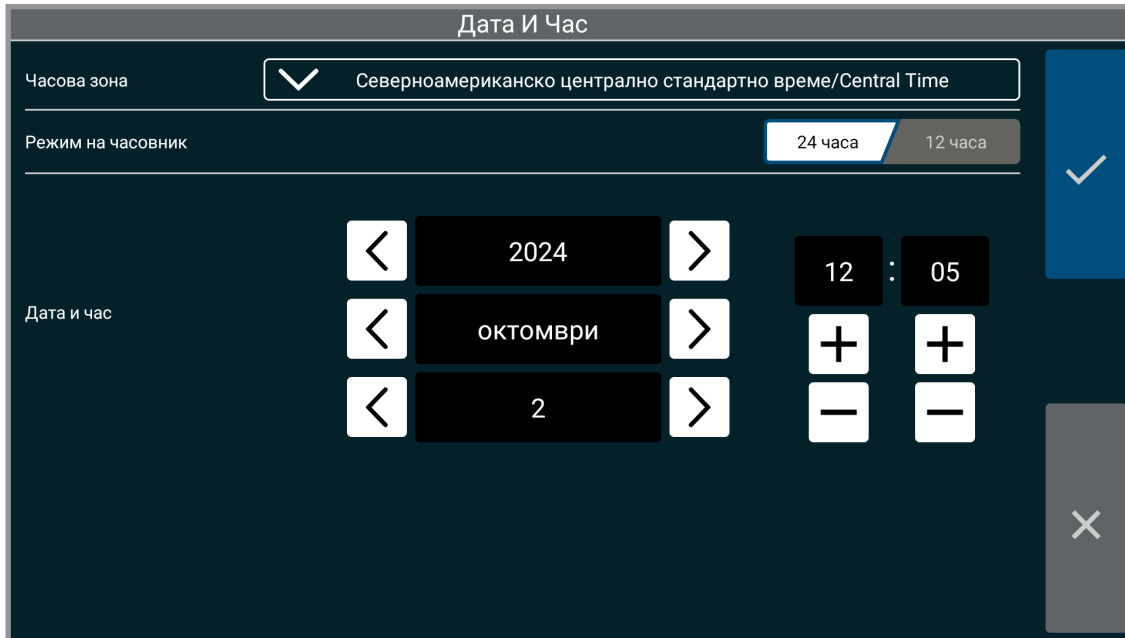 Дата И Час
Часова зона
Северноамериканско централно стандартно време/Central Time
Режим на часовник
24 часа
12 часа
Дата и час
2024
октомври
2
12 : 05